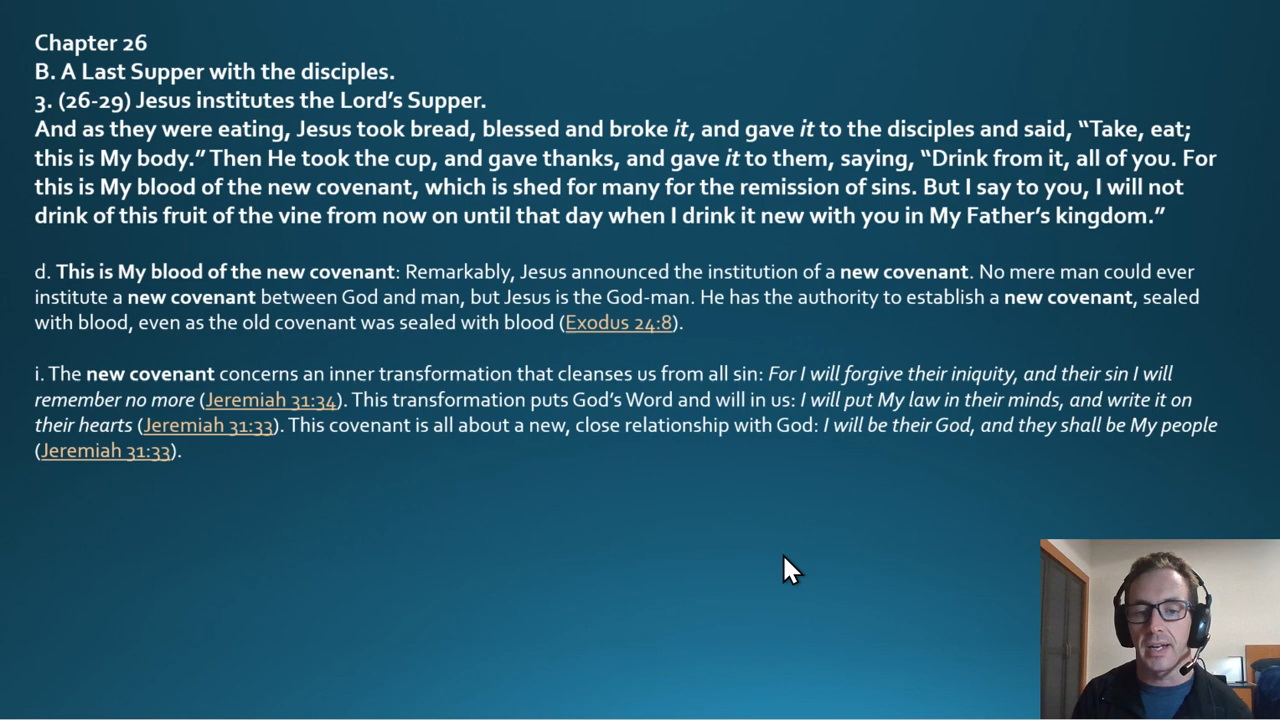 Chapter 26
B. A Last Supper with the disciples.
3. (26-29) Jesus institutes the Lord’s Supper.
And as they were eating, Jesus took bread, blessed and broke it, and gave it to the disciples and said, “Take, eat;
this is My body.” Then He took the cup, and gave thanks, and gave it to them, saying, “Drink from it, all of you. For
this is My blood of the new covenant, which is shed for many for the remission of sins. But I say to you, I will not
drink of this fruit of the vine from now on until that day when I drink it new with you in My Father’s kingdom.”
d. This is My blood of the new covenant: Remarkably, Jesus announced the institution of a new covenant. No mere man could ever
institute a new covenant between God and man, but Jesus is the God-man. He has the authority to establish a new covenant, sealed
with blood, even as the old covenant was sealed with blood (Exodus 24:8).
i. The new covenant concerns an inner transformation that cleanses us from all sin: For I will forgive their iniquity, and their sin I will
remember no more (Jeremiah 31:34). This transformation puts God’s Word and will in us: I will put My law in their minds, and write it on
their hearts (Jeremiah 31:33). This covenant is all about a new, close relationship with God: I will be their God, and they shall be My people
(Jeremiah 31:33).